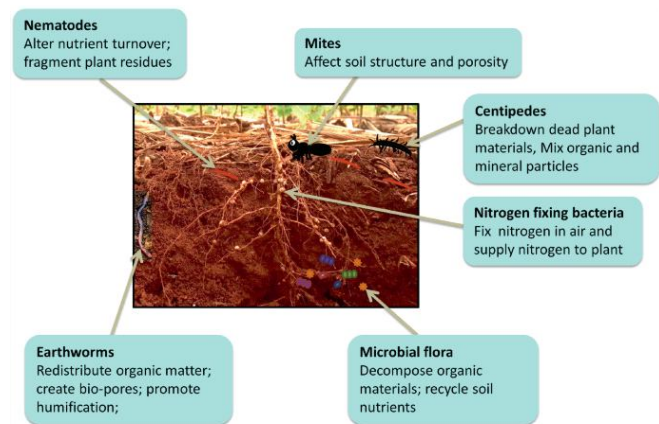 Nematodes
Alter nutrient turnover;
fragment plant residues
Mites
Affect soil structure and porosity
Centipedes
Breakdown dead plant
materials, Mix organic and
mineral particles
Nitrogen fixing bacteria
Fix nitrogen in air and
supply nitrogen to plant
Earthworms
Redistribute organic matter;
create bio-pores; promote
humification;
Microbial flora
Decompose organic
materials; recycle soil
nutrients